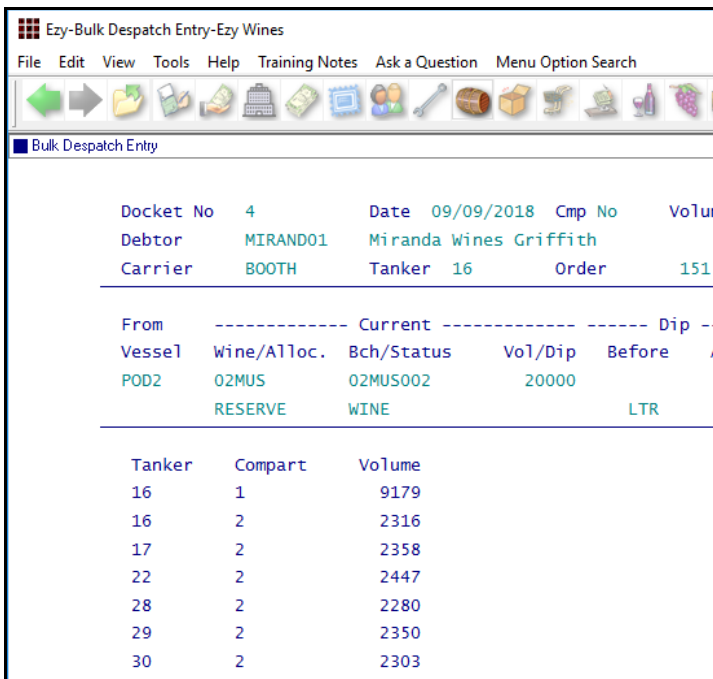 Ezy-Bulk Despatch Entry-Ezy Wines
File Edit View Tools Help Training Notes Ask a Question Menu Option Search
Bulk Despatch Entry
Docket No 4 Date 09/09/2018 Cmp No
Debtor MIRAND01 Miranda Wines Griffith
Carrier BOOTH Tanker 16 Order 151
From ------------- Current ------------- ------ Dip --
Vessel Wine/Alloc. Bch/Status Vol/Dip Before
POD2 02MUS 02MUS002 20000
RESERVE WINE LTR
Tanker Compart Volume
16 1 9179
16 2 2316
17 2 2358
22 2 2447
28 2 2280
29 2 2350
30 2 2303